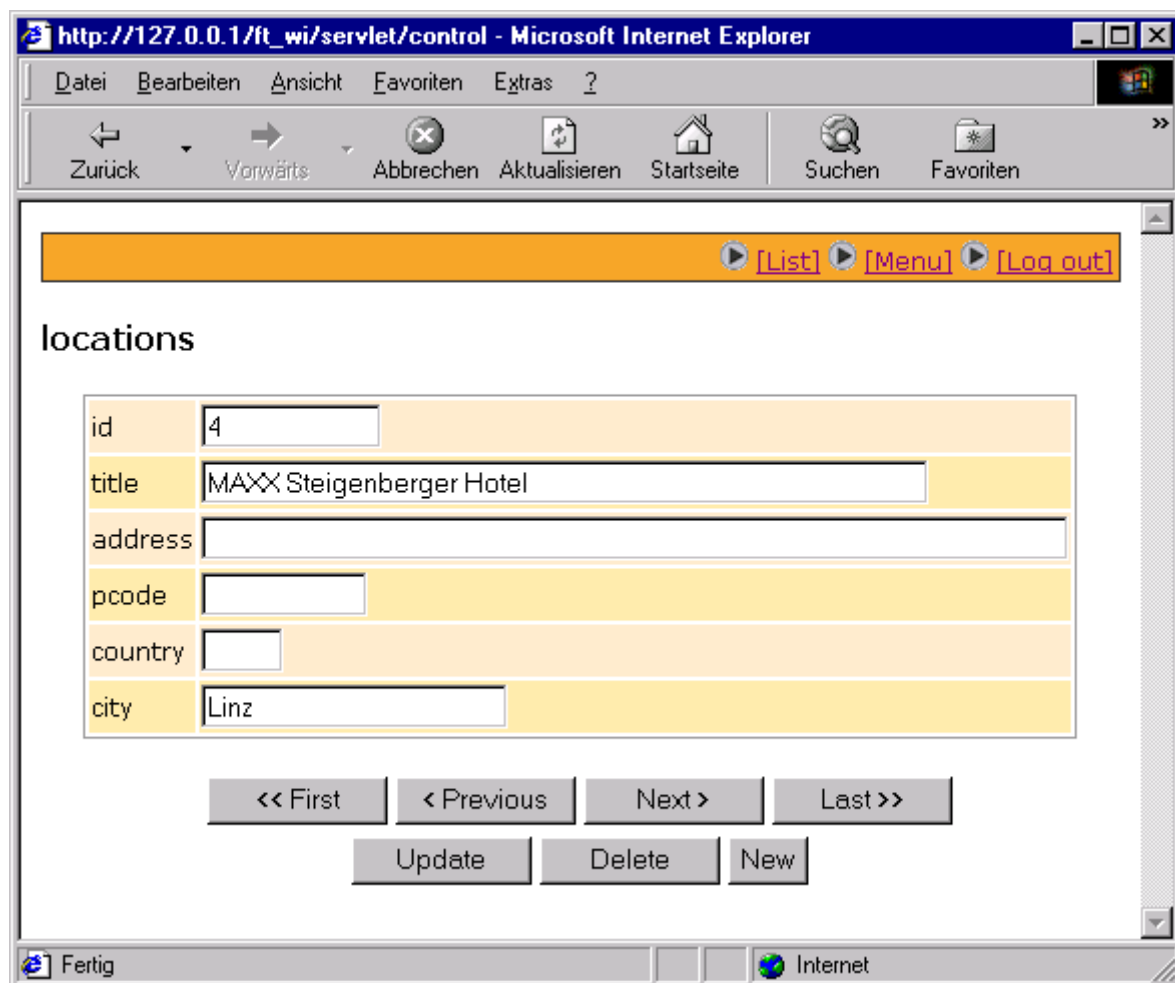 http://127.0.0.1/ft_wi/servlet/control - Microsoft Internet Explorer
Datei Bearbeiten Ansicht Favoriten Extras ?
Zurück Vorwärts Abbrechen Aktualisieren Startseite Suchen Favoriten »
[List] [Menu] [Log out]
locations
id 4
title MAXX Steigenberger Hotel
address
pcode
country
city Linz
<< First < Previous Next > Last >>
Update Delete New
Fertig Internet